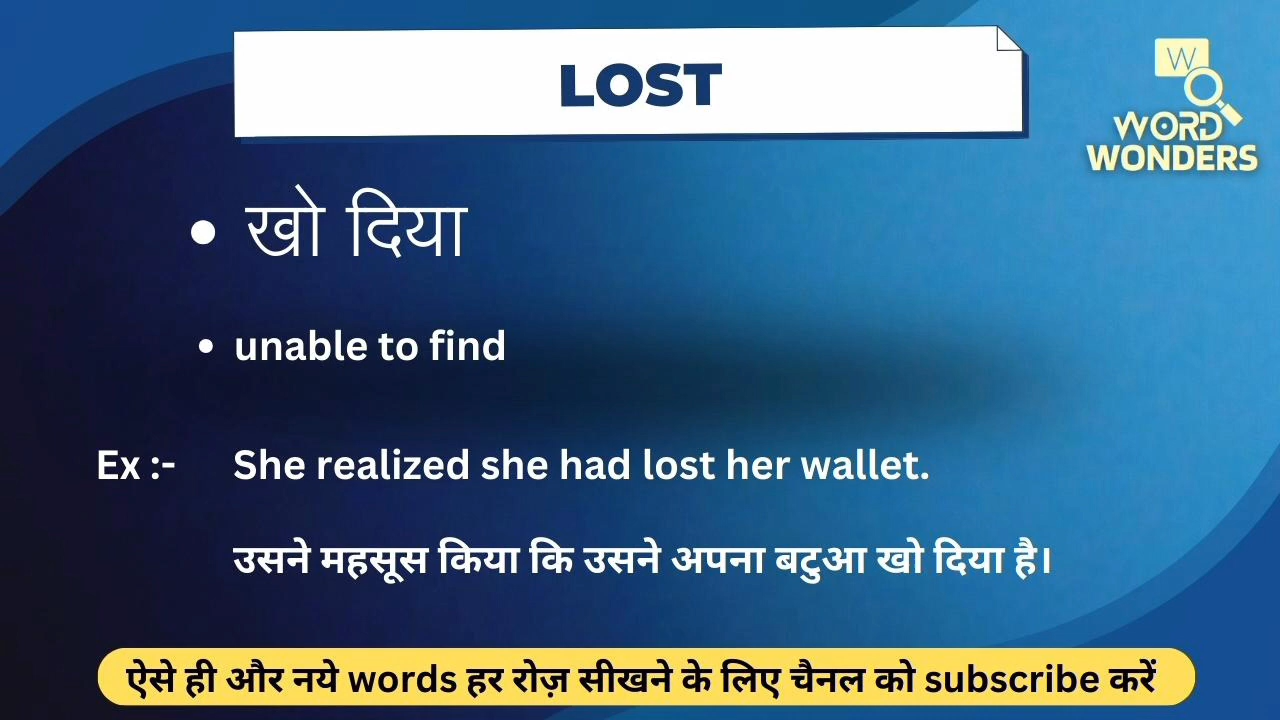 LOST
W
WORD
WONDERS
• खो दिया
• unable to find
Ex :- She realized she had lost her wallet.
उसने महसूस किया कि उसने अपना बटुआ खो दिया है।
ऐसे ही और नये words हर रोज़ सीखने के लिए चैनल को subscribe करें